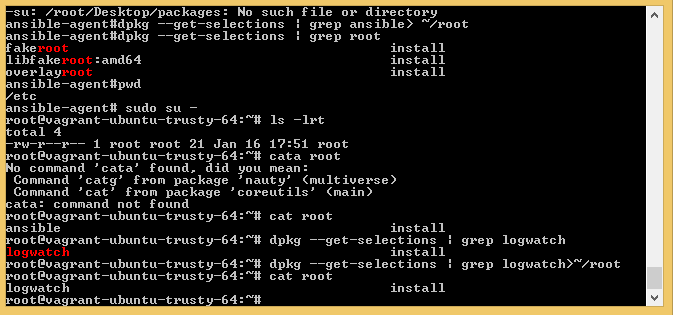 -su: /root/Desktop/packages: No such file or directory
ansible-agent#dpkg --get-selections | grep ansible> ~/root
ansible-agent#dpkg --get-selections | grep root
fakeroot                                        install
libfakeroot:amd64                               install
overlayroot                                     install
ansible-agent#pwd
/etc
ansible-agent# sudo su -
root@vagrant-ubuntu-trusty-64:~# ls -lrt
total 4
-rw-r--r-- 1 root root 21 Jan 16 17:51 root
root@vagrant-ubuntu-trusty-64:~# cata root
No command 'cata' found, did you mean:
 Command 'catg' from package 'nauty' (multiverse)
 Command 'cat' from package 'coreutils' (main)
cata: command not found
root@vagrant-ubuntu-trusty-64:~# cat root
ansible                                         install
root@vagrant-ubuntu-trusty-64:~# dpkg --get-selections | grep logwatch
logwatch                                        install
root@vagrant-ubuntu-trusty-64:~# dpkg --get-selections | grep logwatch>~/root
root@vagrant-ubuntu-trusty-64:~# cat root
logwatch                                        install
root@vagrant-ubuntu-trusty-64:~#